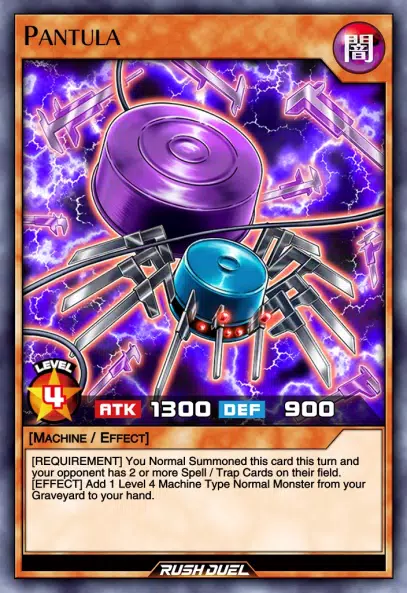 PANTULA
闇
LEVEL
4
ATK 1300 DEF 900
[MACHINE / EFFECT]
[REQUIREMENT] You Normal Summoned this card this turn and
your opponent has 2 or more Spell / Trap Cards on their field.
[EFFECT] Add 1 Level 4 Machine Type Normal Monster from your
Graveyard to your hand.
RUSH DUEL